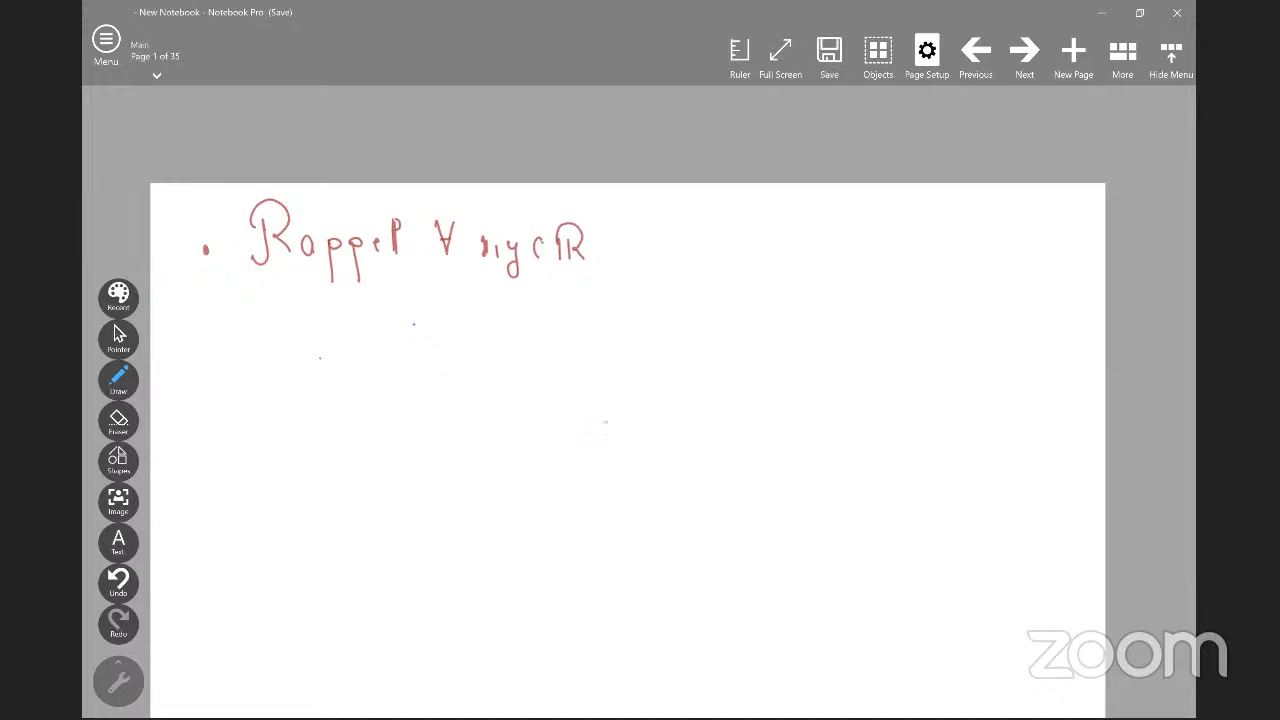 - New Notebook - Notebook Pro (Save)
Menu
Main
Page 1 of 35
Ruler
Full Screen
Save
Objects
Page Setup
Previous
Next
New Page
More
Hide Menu
• Rappel ∀ x,y ∈ ℝ
Recent
Pointer
Draw
Eraser
Shapes
Image
A
Text
Undo
Redo
zoom